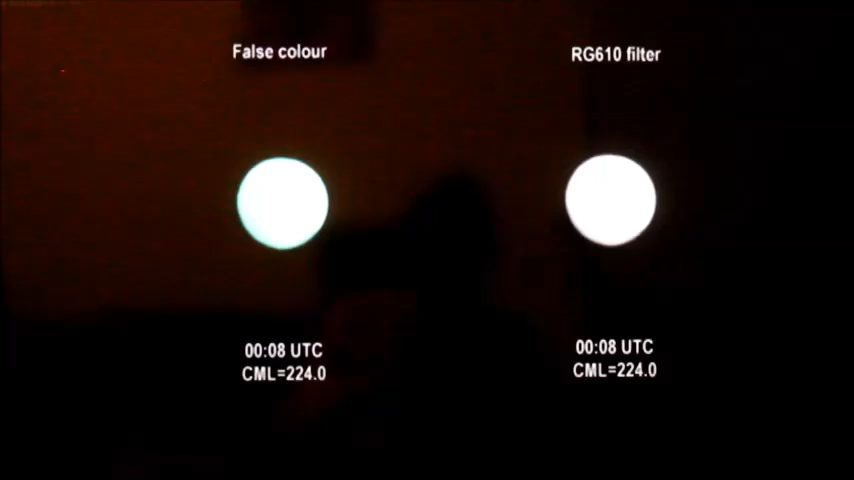 False colour
RG610 filter
00:08 UTC
CML=224.0
00:08 UTC
CML=224.0